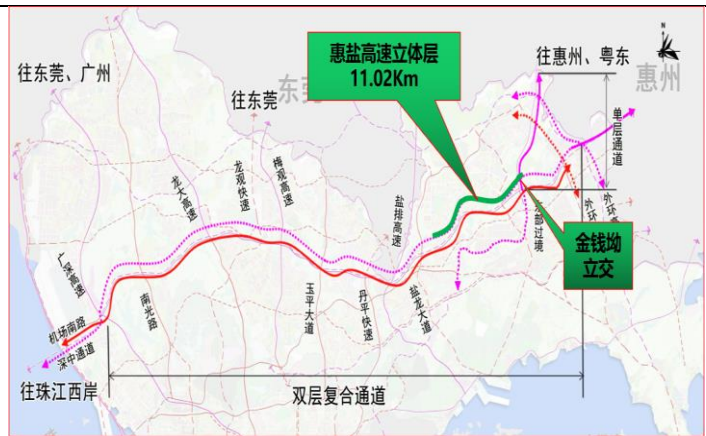 惠盐高速立体层
11.02Km
往惠州、粤东
惠州
N
往东莞、广州
往东莞
单层通道
龙大高速
龙观快速
梅观高速
盐排高速
东部过境
外环
外环高
金钱坳
立交
广深高速
机场南路
深中通道
南光路
玉平大道
丹平快速
盐龙大道
往珠江西岸
双层复合通道